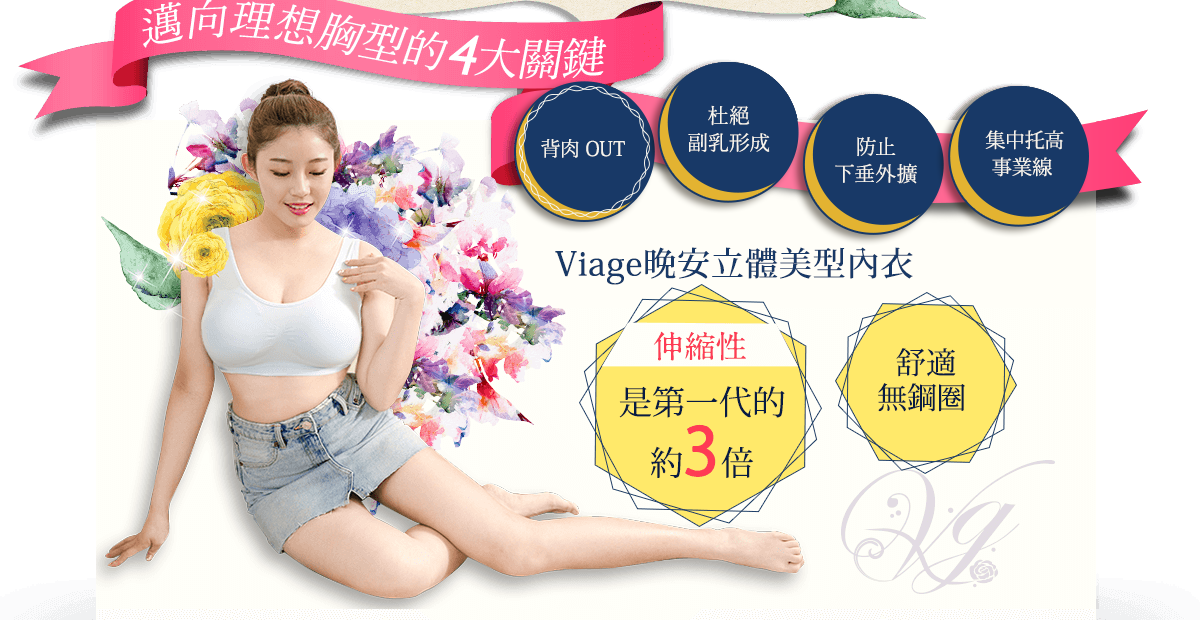 邁向理想胸型的4大關鍵
背肉 OUT
杜絕
副乳形成
防止
下垂外擴
集中托高
事業線
Viage晚安立體美型內衣
伸縮性
是第一代的
約3倍
舒適
無鋼圈
Vg